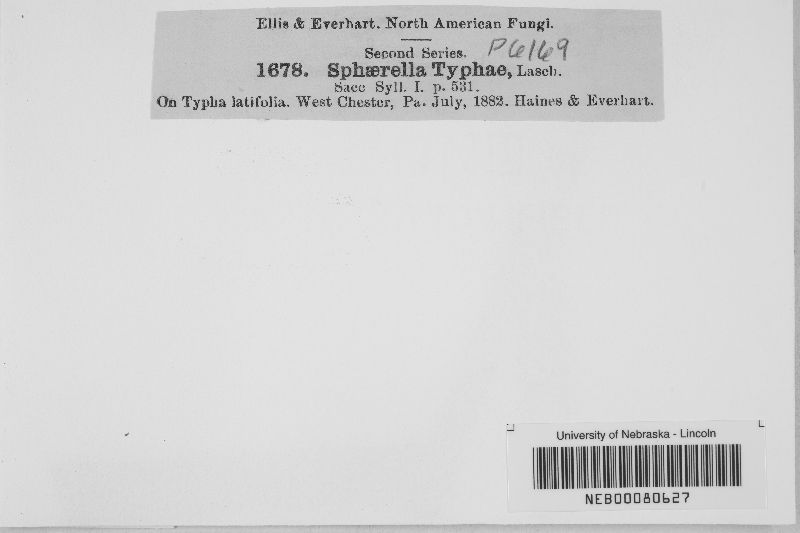 Ellis & Everhart. North American Fungi.
Second Series. P6169
1678. Sphærella Typhae, Lasch.
Sacc Syll. I. p. 531.
On Typha latifolia. West Chester, Pa. July, 1882. Haines & Everhart.
University of Nebraska - Lincoln
NEB00080627